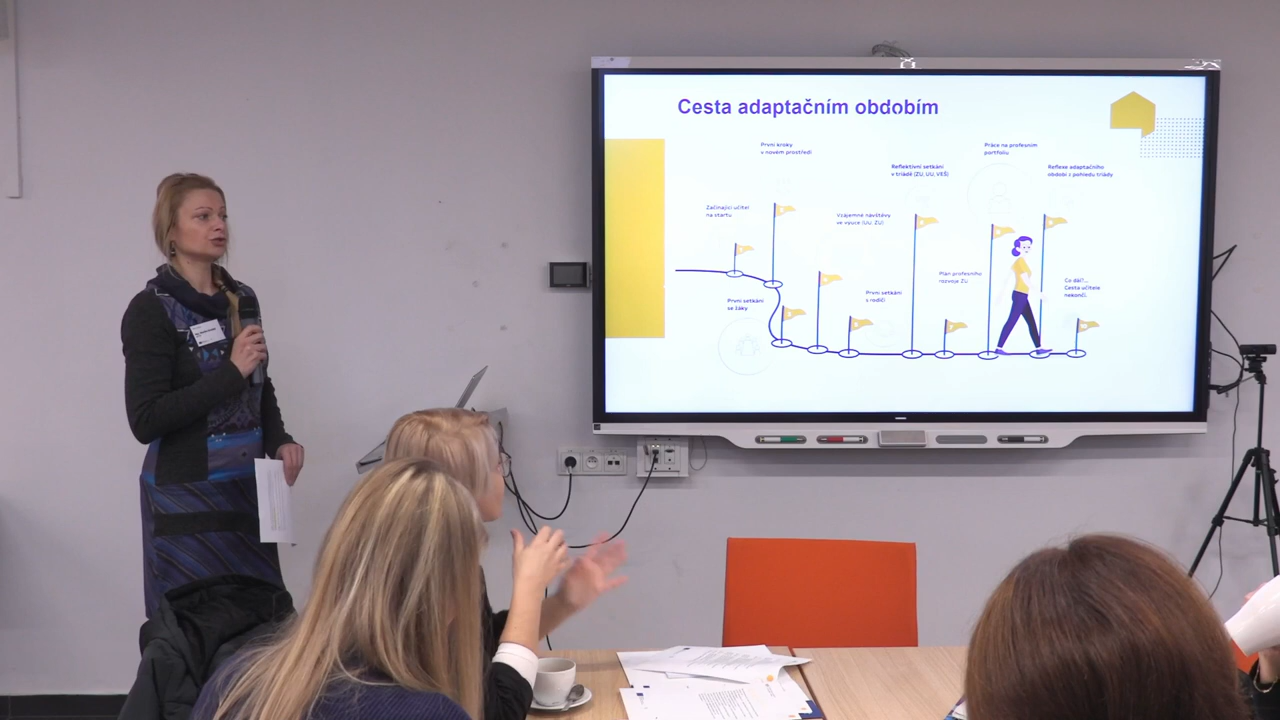 Cesta adaptačním obdobím
První kroky
v novém prostředí
Práce na profesním
portfoliu
Reflektivní setkání
v triádě (ZU, UU, VEŠ)
Reflexe adaptačního
období z pohledu triády
Začínající učitel
na startu
Vzájemné návštěvy
ve výuce (UU, ZU)
Plán profesního
rozvoje ZU
Co dál?...
Cesta učitele
nekončí.
První setkání
se žáky
První setkání
s rodiči